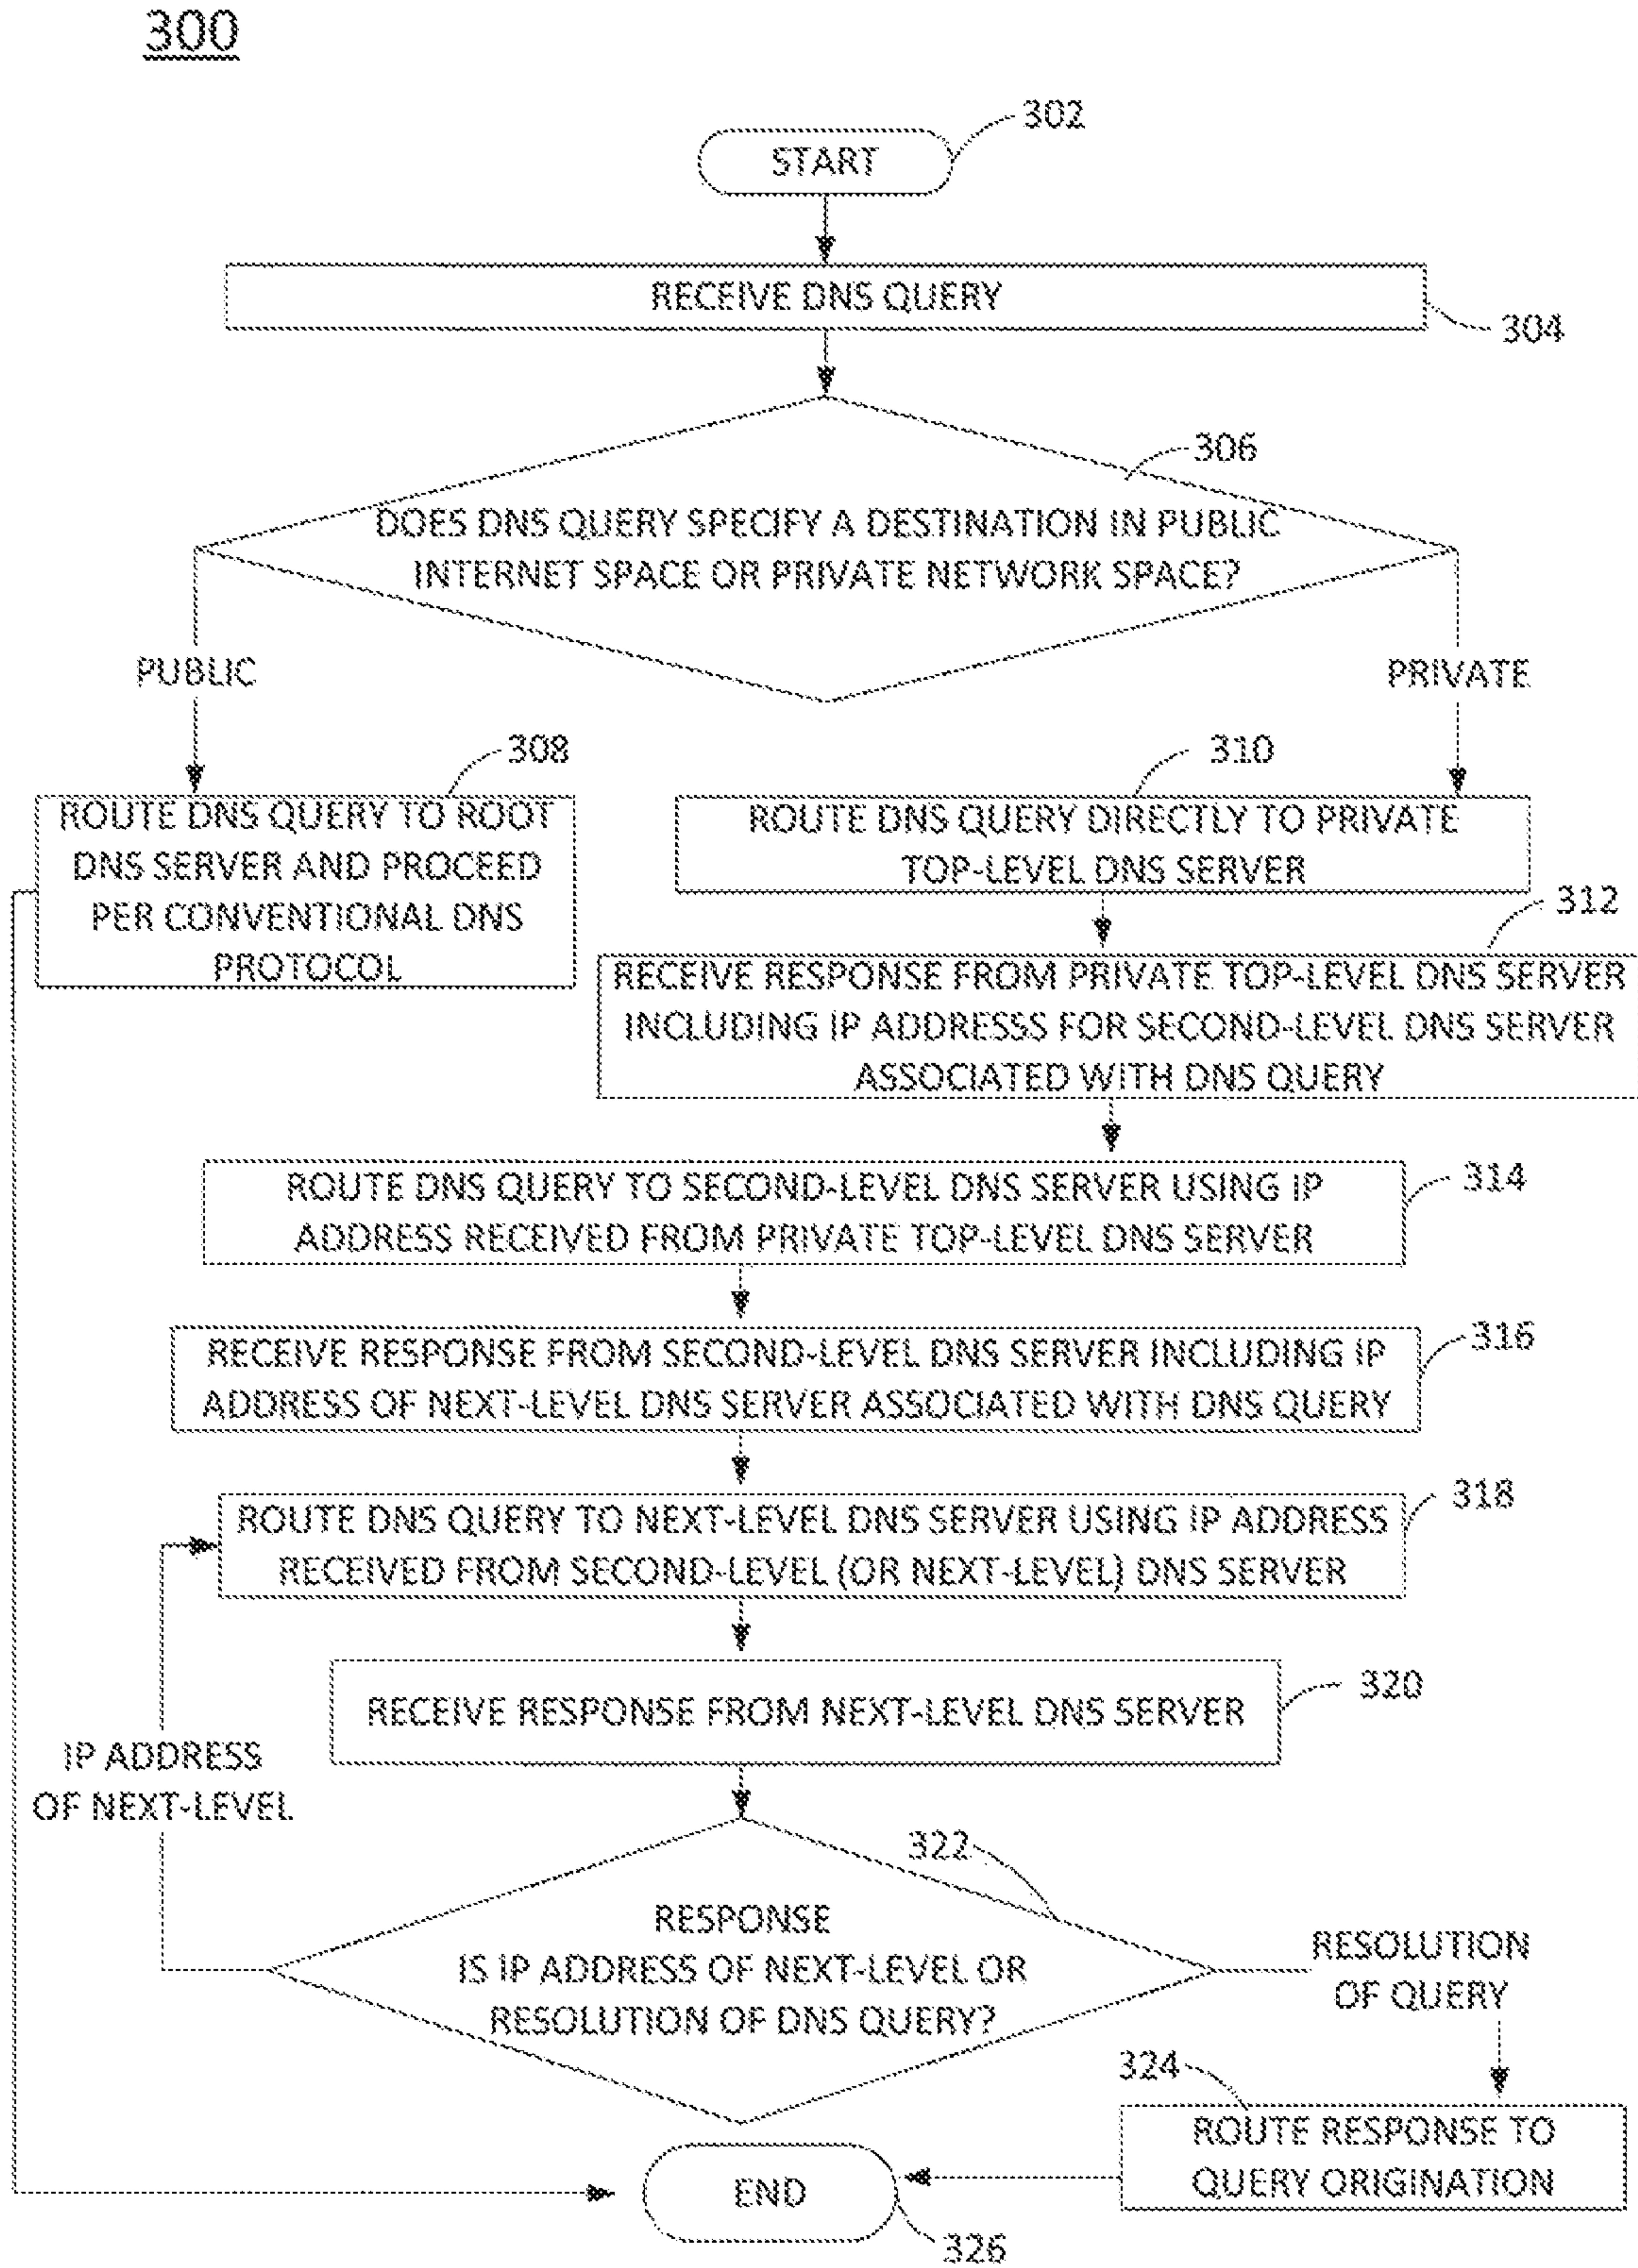 300
302
START
RECEIVE DNS QUERY
304
306
DOES DNS QUERY SPECIFY A DESTINATION IN PUBLIC
INTERNET SPACE OR PRIVATE NETWORK SPACE?
PUBLIC
PRIVATE
308
310
ROUTE DNS QUERY TO ROOT
DNS SERVER AND PROCEED
PER CONVENTIONAL DNS
PROTOCOL
ROUTE DNS QUERY DIRECTLY TO PRIVATE
TOP-LEVEL DNS SERVER
312
RECEIVE RESPONSE FROM PRIVATE TOP-LEVEL DNS SERVER
INCLUDING IP ADDRESSS FOR SECOND-LEVEL DNS SERVER
ASSOCIATED WITH DNS QUERY
314
ROUTE DNS QUERY TO SECOND-LEVEL DNS SERVER USING IP
ADDRESS RECEIVED FROM PRIVATE TOP-LEVEL DNS SERVER
316
RECEIVE RESPONSE FROM SECOND-LEVEL DNS SERVER INCLUDING IP
ADDRESS OF NEXT-LEVEL DNS SERVER ASSOCIATED WITH DNS QUERY
318
ROUTE DNS QUERY TO NEXT-LEVEL DNS SERVER USING IP ADDRESS
RECEIVED FROM SECOND-LEVEL (OR NEXT-LEVEL) DNS SERVER
320
RECEIVE RESPONSE FROM NEXT-LEVEL DNS SERVER
IP ADDRESS
OF NEXT-LEVEL
322
RESPONSE
IS IP ADDRESS OF NEXT-LEVEL OR
RESOLUTION OF DNS QUERY?
RESOLUTION
OF QUERY
324
ROUTE RESPONSE TO
QUERY ORIGINATION
END
326